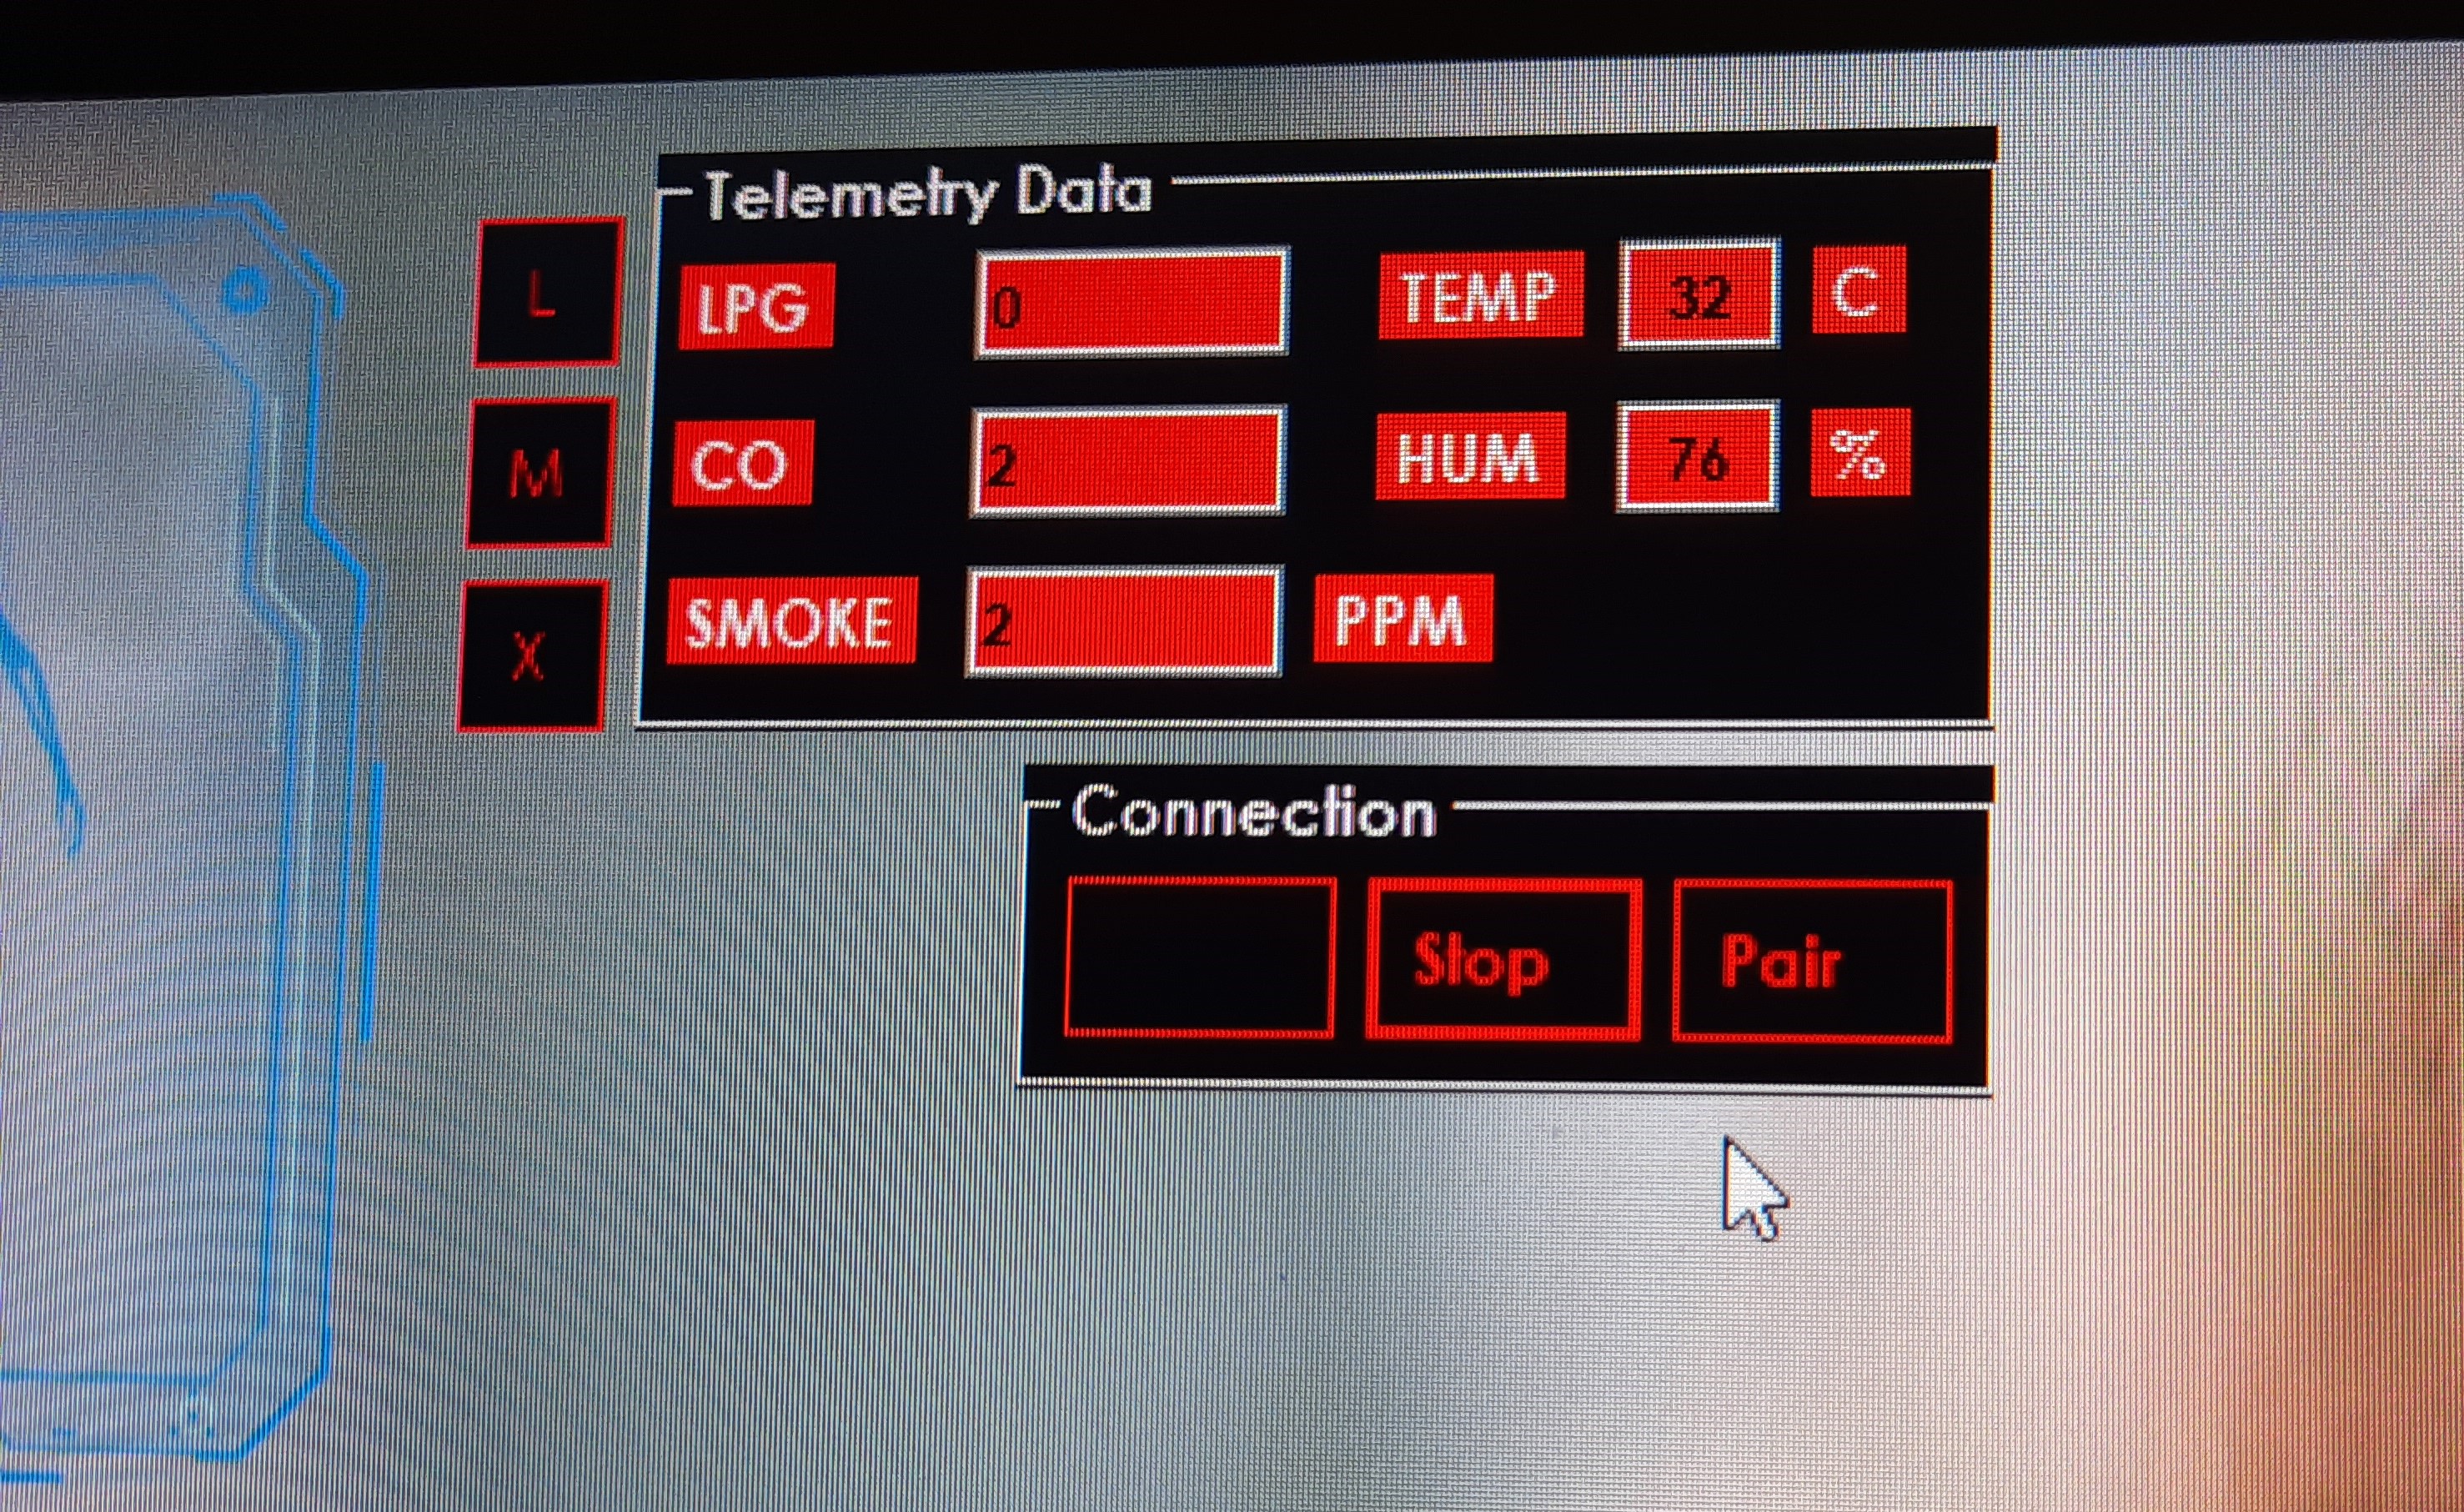 Telemetry Data
L
LPG 0 TEMP 32 C
M
CO 2 HUM 76 %
X
SMOKE 2 PPM
Connection
Stop Pair